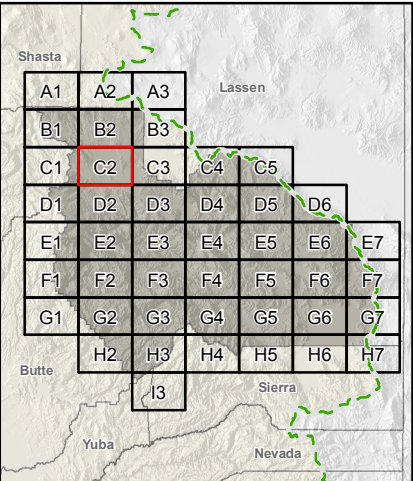 Shasta
Lassen
A1 A2 A3
B1 B2 B3
C1 C2 C3 C4 C5
D1 D2 D3 D4 D5 D6
E1 E2 E3 E4 E5 E6 E7
F1 F2 F3 F4 F5 F6 F7
G1 G2 G3 G4 G5 G6 G7
H2 H3 H4 H5 H6 H7
Butte
I3
Sierra
Yuba
Nevada